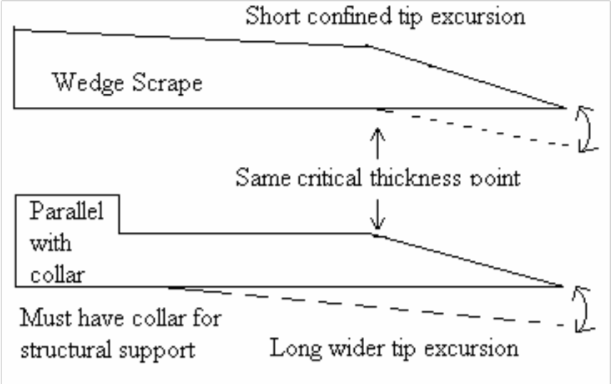 Short confined tip excursion
Wedge Scrape
Same critical thickness point
Parallel
with
collar
Must have collar for
structural support
Long wider tip excursion